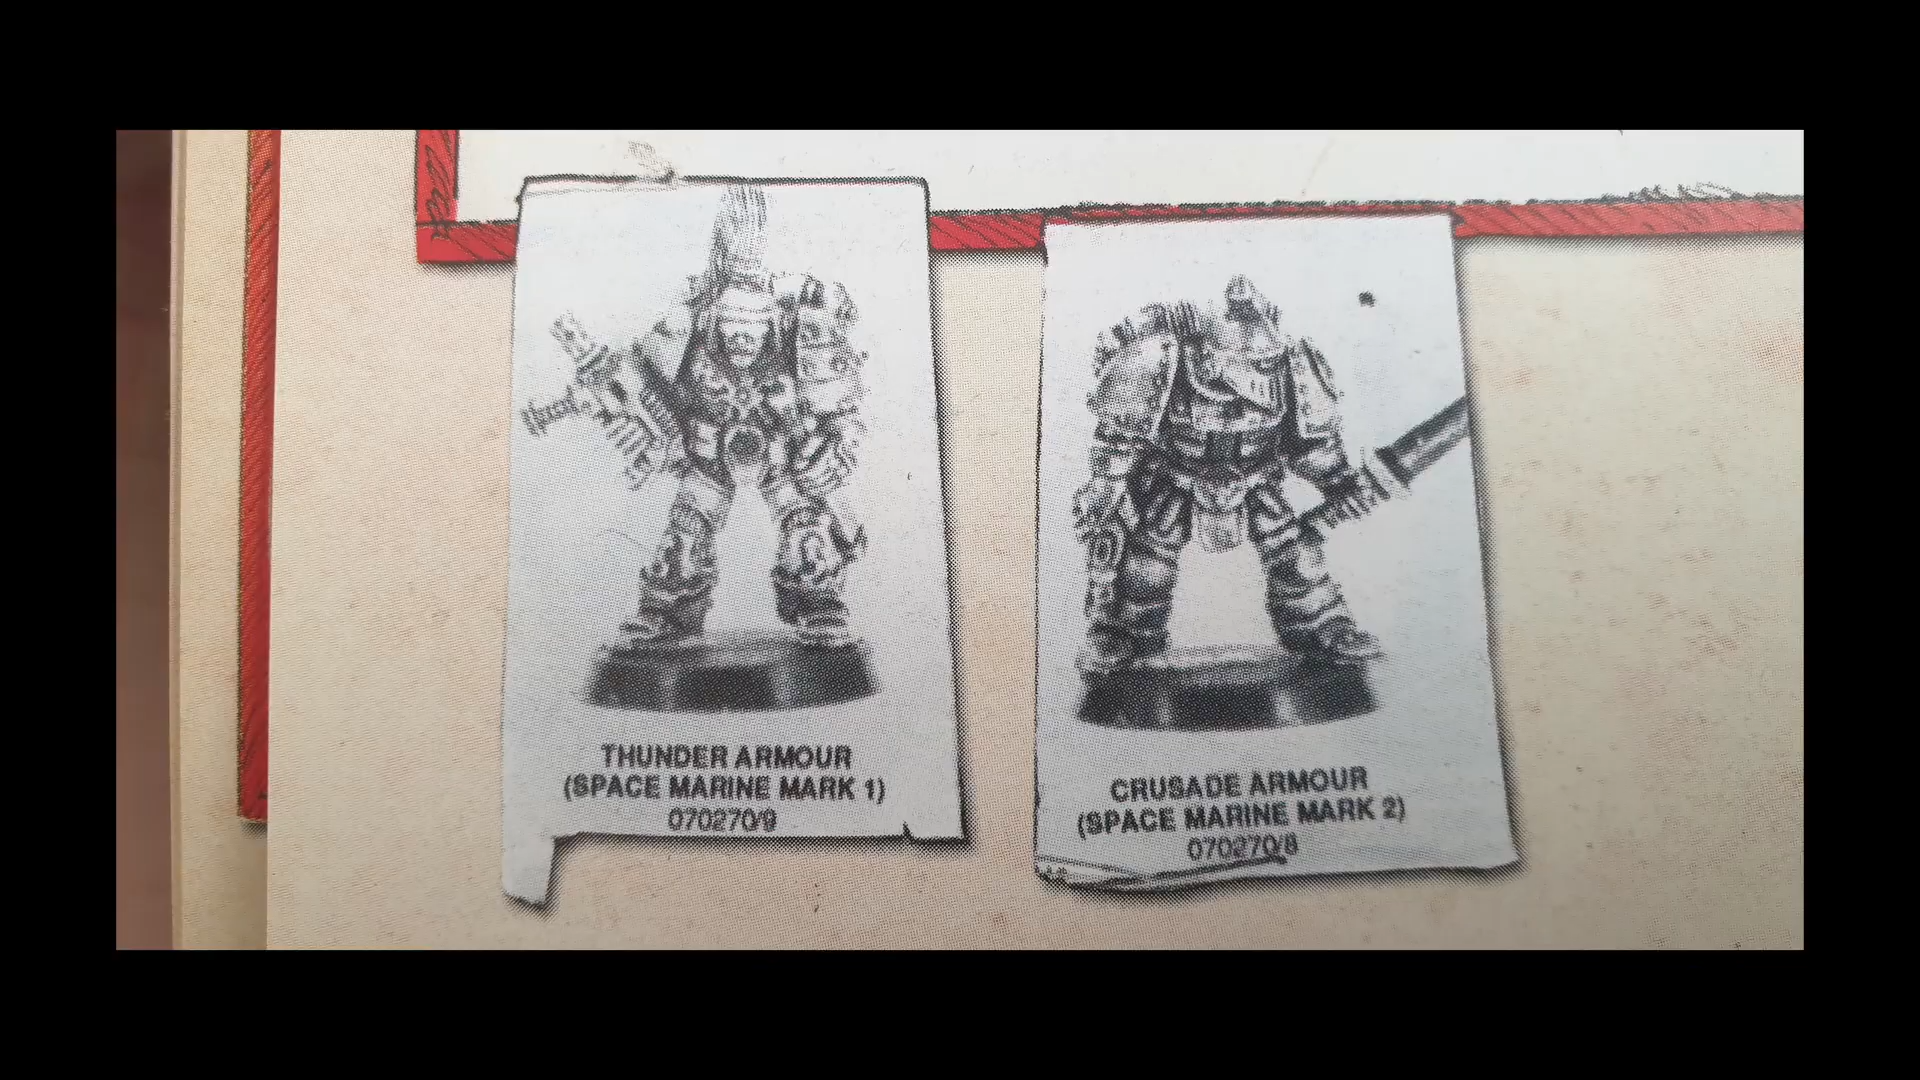 THUNDER ARMOUR
(SPACE MARINE MARK 1)
070270/9
CRUSADE ARMOUR
(SPACE MARINE MARK 2)
070270/8